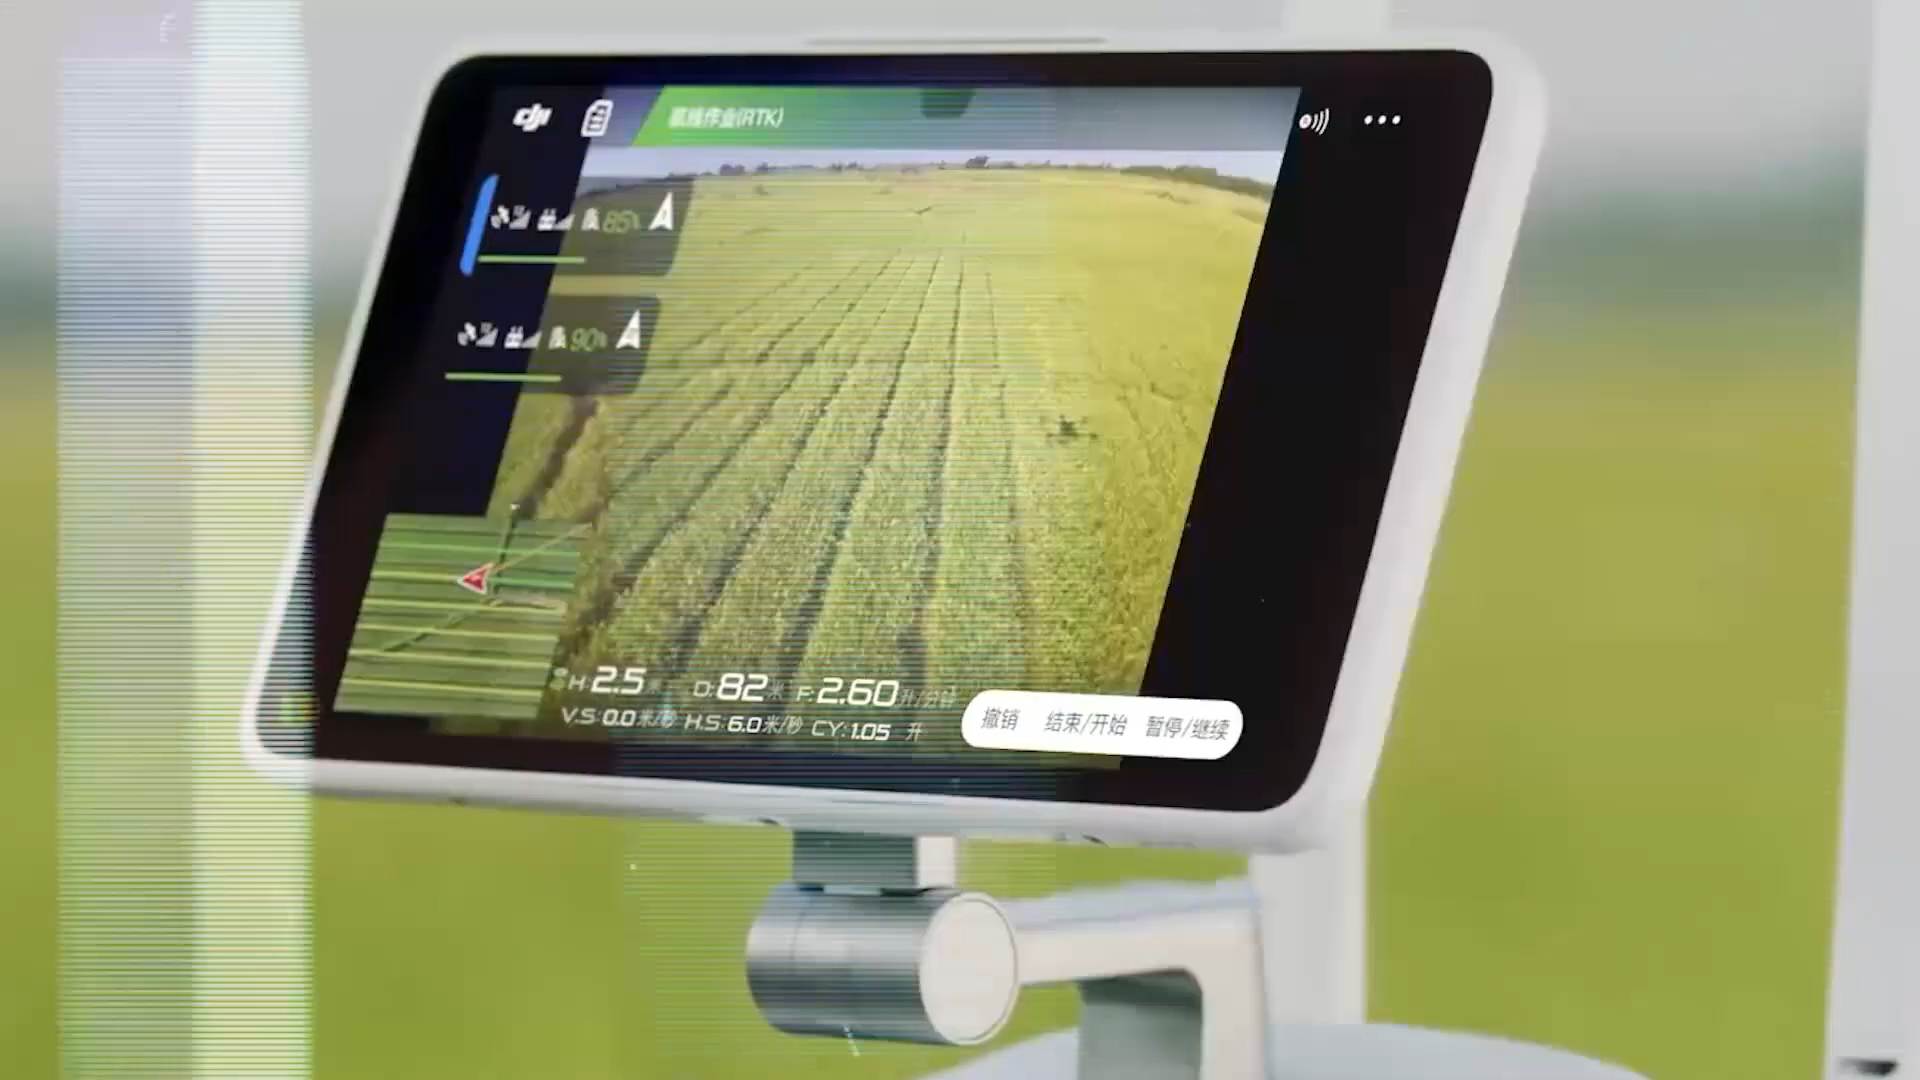 dji
航线作业(RTK)
85%
90%
H:2.5米 D:82米 F:2.60升/分钟
V.S:0.0米/秒 H.S:6.0米/秒 CY:1.05 升
撤销 结束/开始 暂停/继续